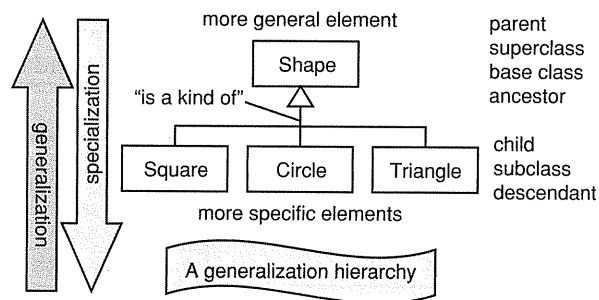 more general element
parent
superclass
base class
ancestor
Shape
"is a kind of"
generalization
specialization
Square
Circle
Triangle
child
subclass
descendant
more specific elements
A generalization hierarchy